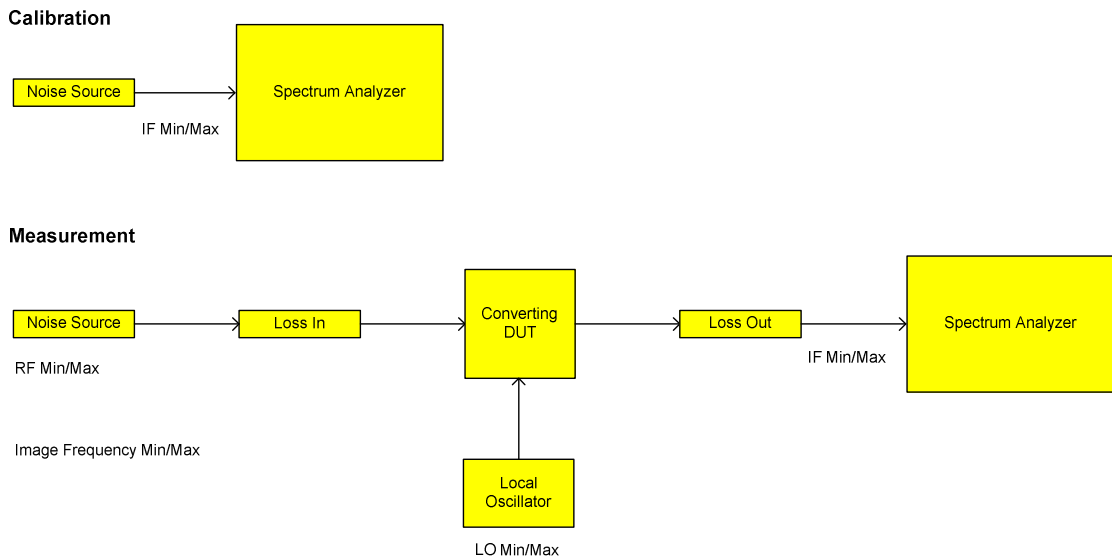 Calibration
Noise Source
Spectrum Analyzer
IF Min/Max
Measurement
Noise Source
Loss In
Converting
DUT
Loss Out
Spectrum Analyzer
RF Min/Max
IF Min/Max
Image Frequency Min/Max
Local
Oscillator
LO Min/Max